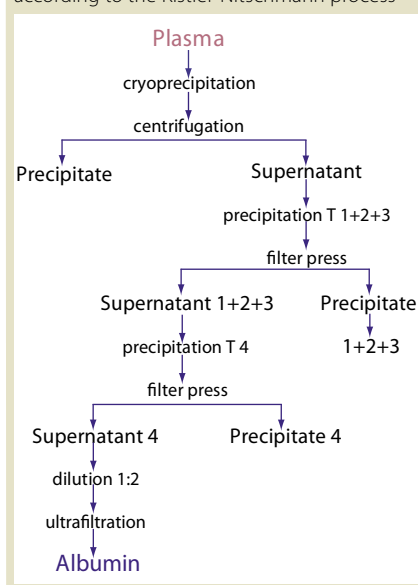 according to the Kistler Nitschmann process
Plasma
cryoprecipitation
centrifugation
Precipitate
Supernatant
precipitation T 1+2+3
filter press
Supernatant 1+2+3
Precipitate
precipitation T 4
1+2+3
filter press
Supernatant 4
Precipitate 4
dilution 1:2
ultrafiltration
Albumin